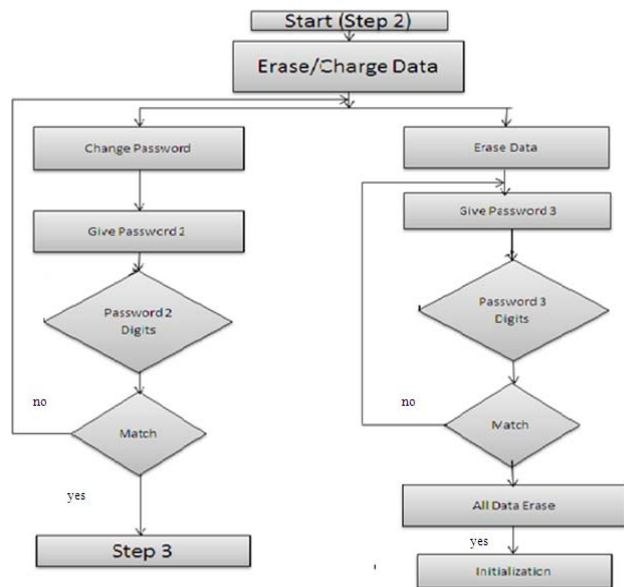 Start (Step 2)
Erase/Charge Data
Change Password
Erase Data
Give Password 2
Give Password 3
Password 2
Digits
Password 3
Digits
no
no
Match
Match
yes
All Data Erase
yes
Step 3
Initialization